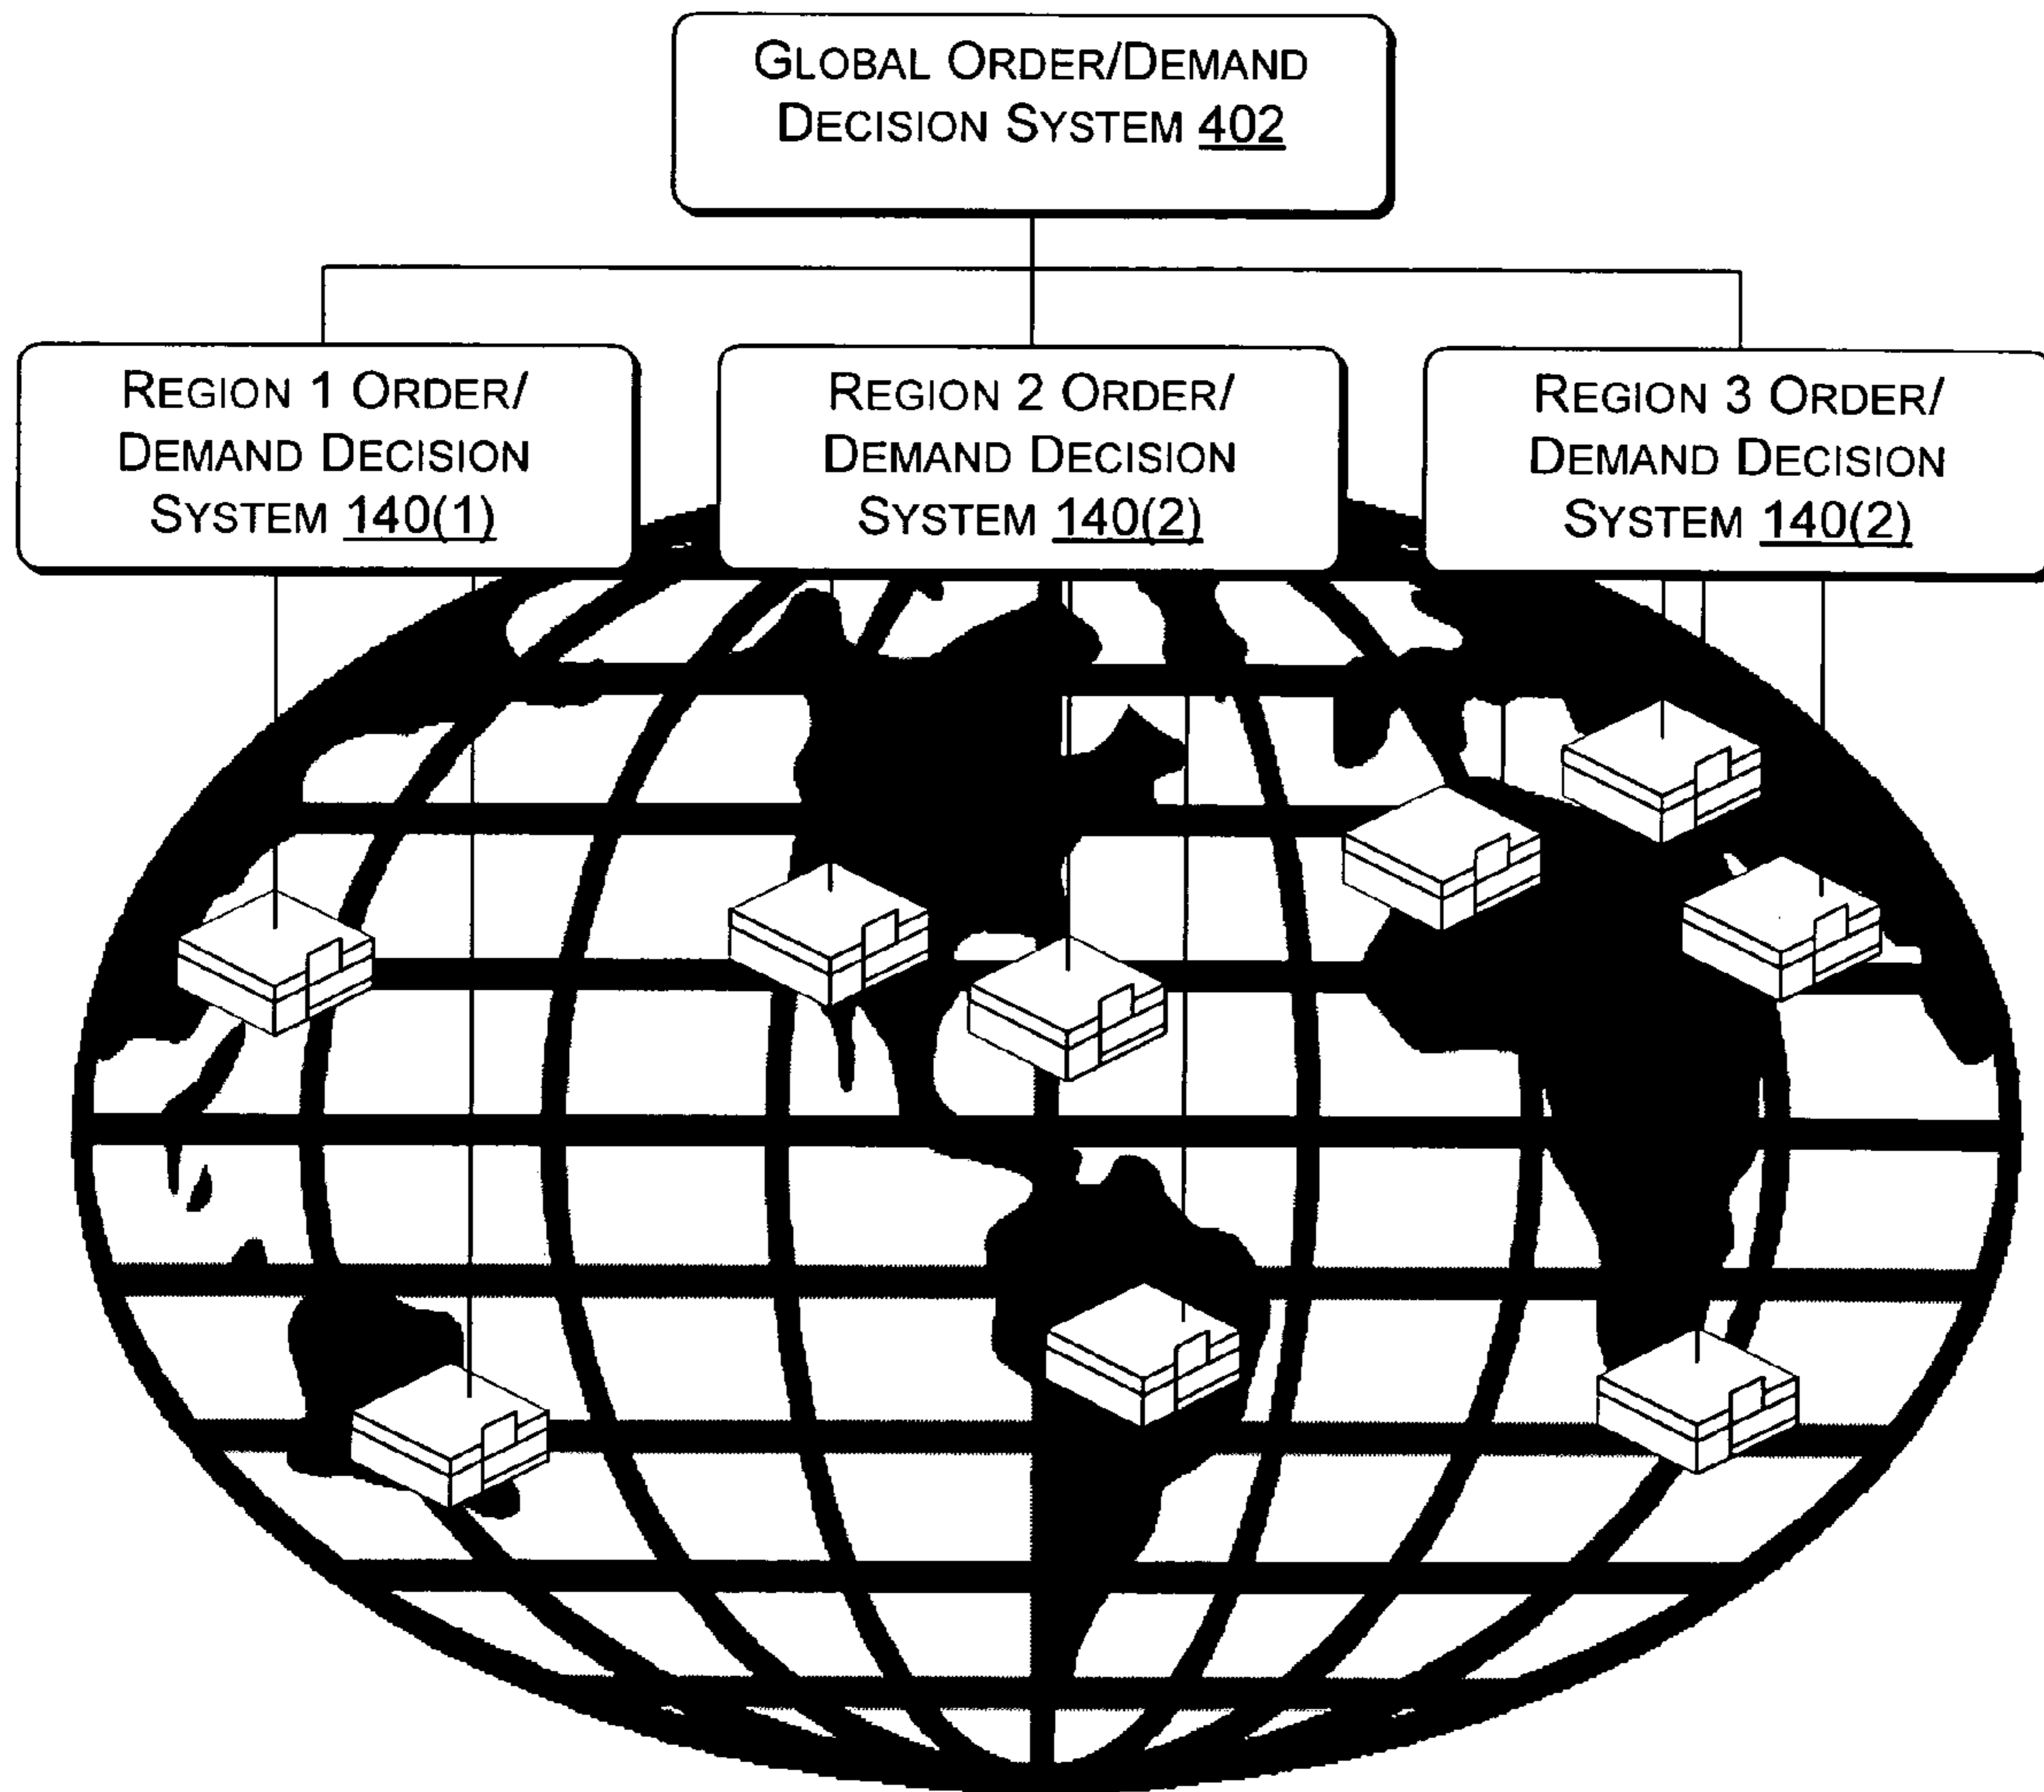 GLOBAL ORDER/DEMAND
DECISION SYSTEM 402
REGION 1 ORDER/
DEMAND DECISION
SYSTEM 140(1)
REGION 2 ORDER/
DEMAND DECISION
SYSTEM 140(2)
REGION 3 ORDER/
DEMAND DECISION
SYSTEM 140(2)